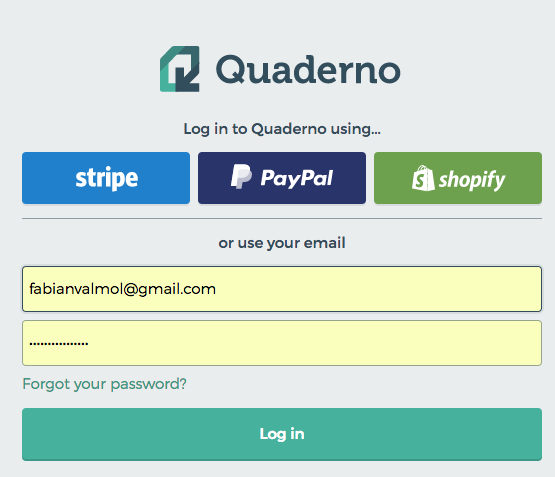 Quaderno
Log in to Quaderno using...
stripe PayPal shopify
or use your email
fabianvalmol@gmail.com
................
Forgot your password?
Log in